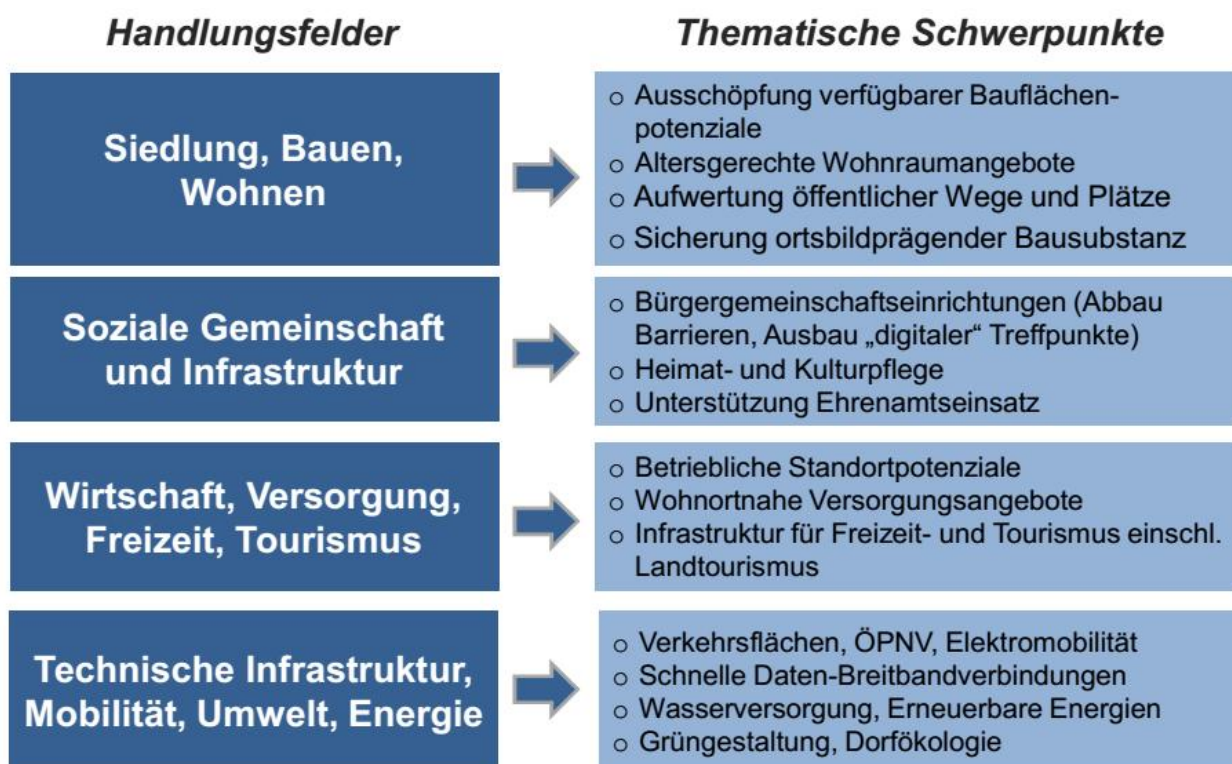 Handlungsfelder
Thematische Schwerpunkte
Siedlung, Bauen,
Wohnen
○ Ausschöpfung verfügbarer Bauflächen-
potenziale
○ Altersgerechte Wohnraumangebote
○ Aufwertung öffentlicher Wege und Plätze
○ Sicherung ortsbildprägender Bausubstanz
Soziale Gemeinschaft
und Infrastruktur
○ Bürgergemeinschaftseinrichtungen (Abbau
Barrieren, Ausbau „digitaler“ Treffpunkte)
○ Heimat- und Kulturpflege
○ Unterstützung Ehrenamtseinsatz
Wirtschaft, Versorgung,
Freizeit, Tourismus
○ Betriebliche Standortpotenziale
○ Wohnortnahe Versorgungsangebote
○ Infrastruktur für Freizeit- und Tourismus einschl.
Landtourismus
Technische Infrastruktur,
Mobilität, Umwelt, Energie
○ Verkehrsflächen, ÖPNV, Elektromobilität
○ Schnelle Daten-Breitbandverbindungen
○ Wasserversorgung, Erneuerbare Energien
○ Grüngestaltung, Dorfökologie